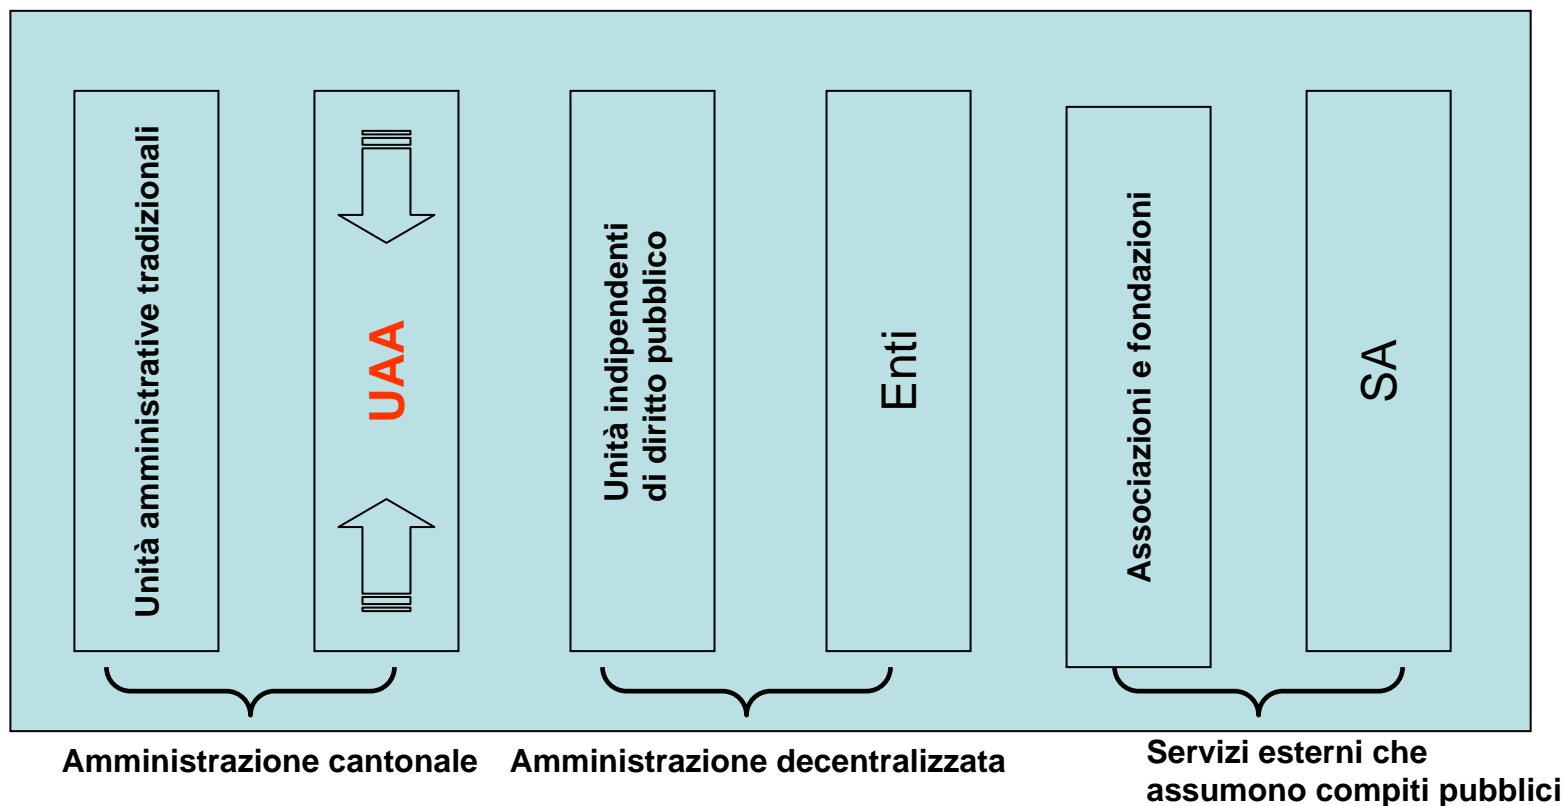 Unità amministrative tradizionali
UAA
Unità indipendenti
di diritto pubblico
Enti
Associazioni e fondazioni
SA
Amministrazione cantonale
Amministrazione decentralizzata
Servizi esterni che
assumono compiti pubblici